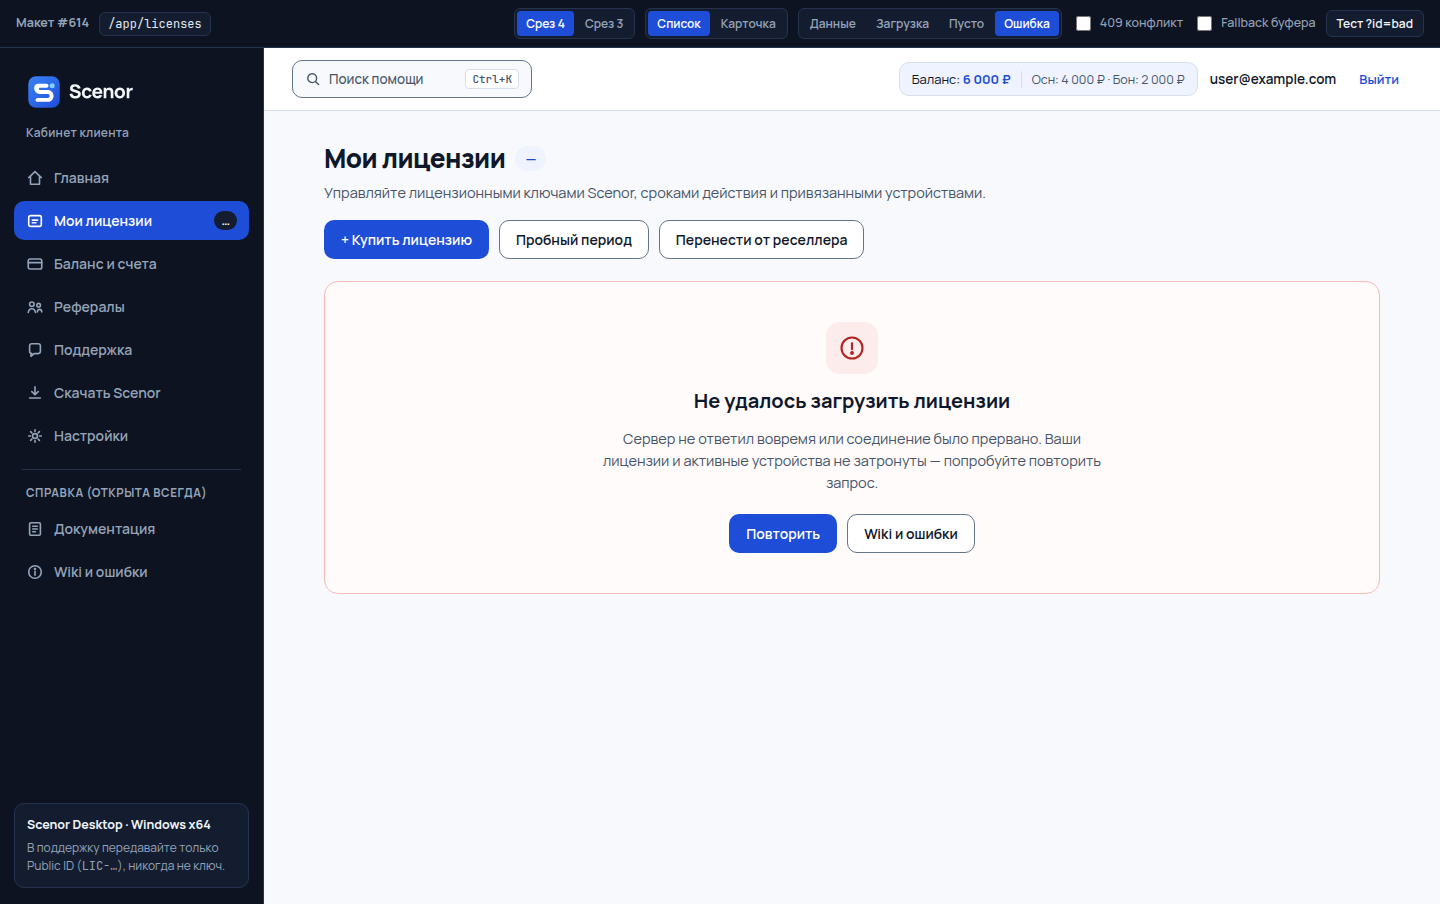 Макет #614 /app/licenses Срез 4 Срез 3 Список Карточка Данные Загрузка Пусто Ошибка 409 конфликт Fallback буфера Тест ?id=bad
Scenor
Кабинет клиента
Главная
Мои лицензии …
Баланс и счета
Рефералы
Поддержка
Скачать Scenor
Настройки
СПРАВКА (ОТКРЫТА ВСЕГДА)
Документация
Wiki и ошибки
Scenor Desktop · Windows x64
В поддержку передавайте только
Public ID (LIC-…), никогда не ключ.
Поиск помощи Ctrl+K Баланс: 6 000 ₽ Осн: 4 000 ₽ · Бон: 2 000 ₽ user@example.com Выйти
Мои лицензии —
Управляйте лицензионными ключами Scenor, сроками действия и привязанными устройствами.
+ Купить лицензию Пробный период Перенести от реселлера
Не удалось загрузить лицензии
Сервер не ответил вовремя или соединение было прервано. Ваши
лицензии и активные устройства не затронуты — попробуйте повторить
запрос.
Повторить Wiki и ошибки